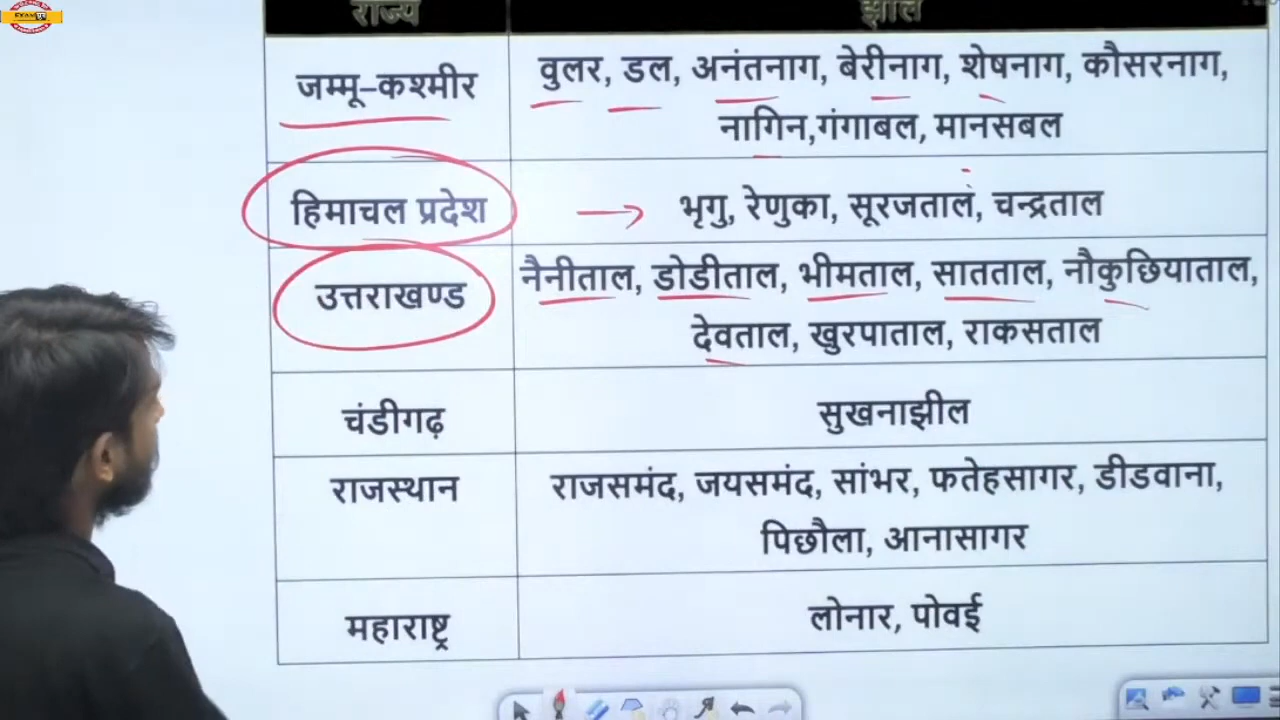 EXAM
राज्य झील
जम्मू-कश्मीर वुलर, डल, अनंतनाग, बेरीनाग, शेषनाग, कौसरनाग,
नागिन,गंगाबल, मानसबल
हिमाचल प्रदेश भृगु, रेणुका, सूरजताल, चन्द्रताल
उत्तराखण्ड नैनीताल, डोडीताल, भीमताल, सातताल, नौकुछियाताल,
देवताल, खुरपाताल, राकसताल
चंडीगढ़ सुखनाझील
राजस्थान राजसमंद, जयसमंद, सांभर, फतेहसागर, डीडवाना,
पिछौला, आनासागर
महाराष्ट्र लोनार, पोवई